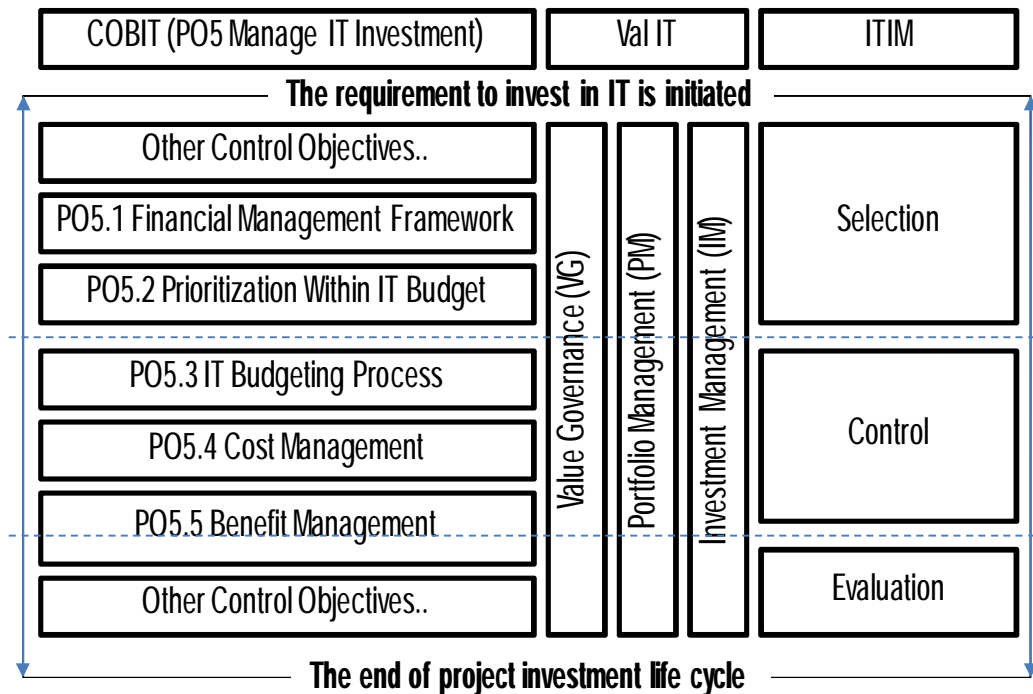 COBIT (PO5 Manage IT Investment)
Val IT
ITIM
The requirement to invest in IT is initiated
Other Control Objectives..
PO5.1 Financial Management Framework
PO5.2 Prioritization Within IT Budget
PO5.3 IT Budgeting Process
PO5.4 Cost Management
PO5.5 Benefit Management
Other Control Objectives..
Value Governance (VG)
Portfolio Management (PM)
Investment Management (IM)
Selection
Control
Evaluation
The end of project investment life cycle